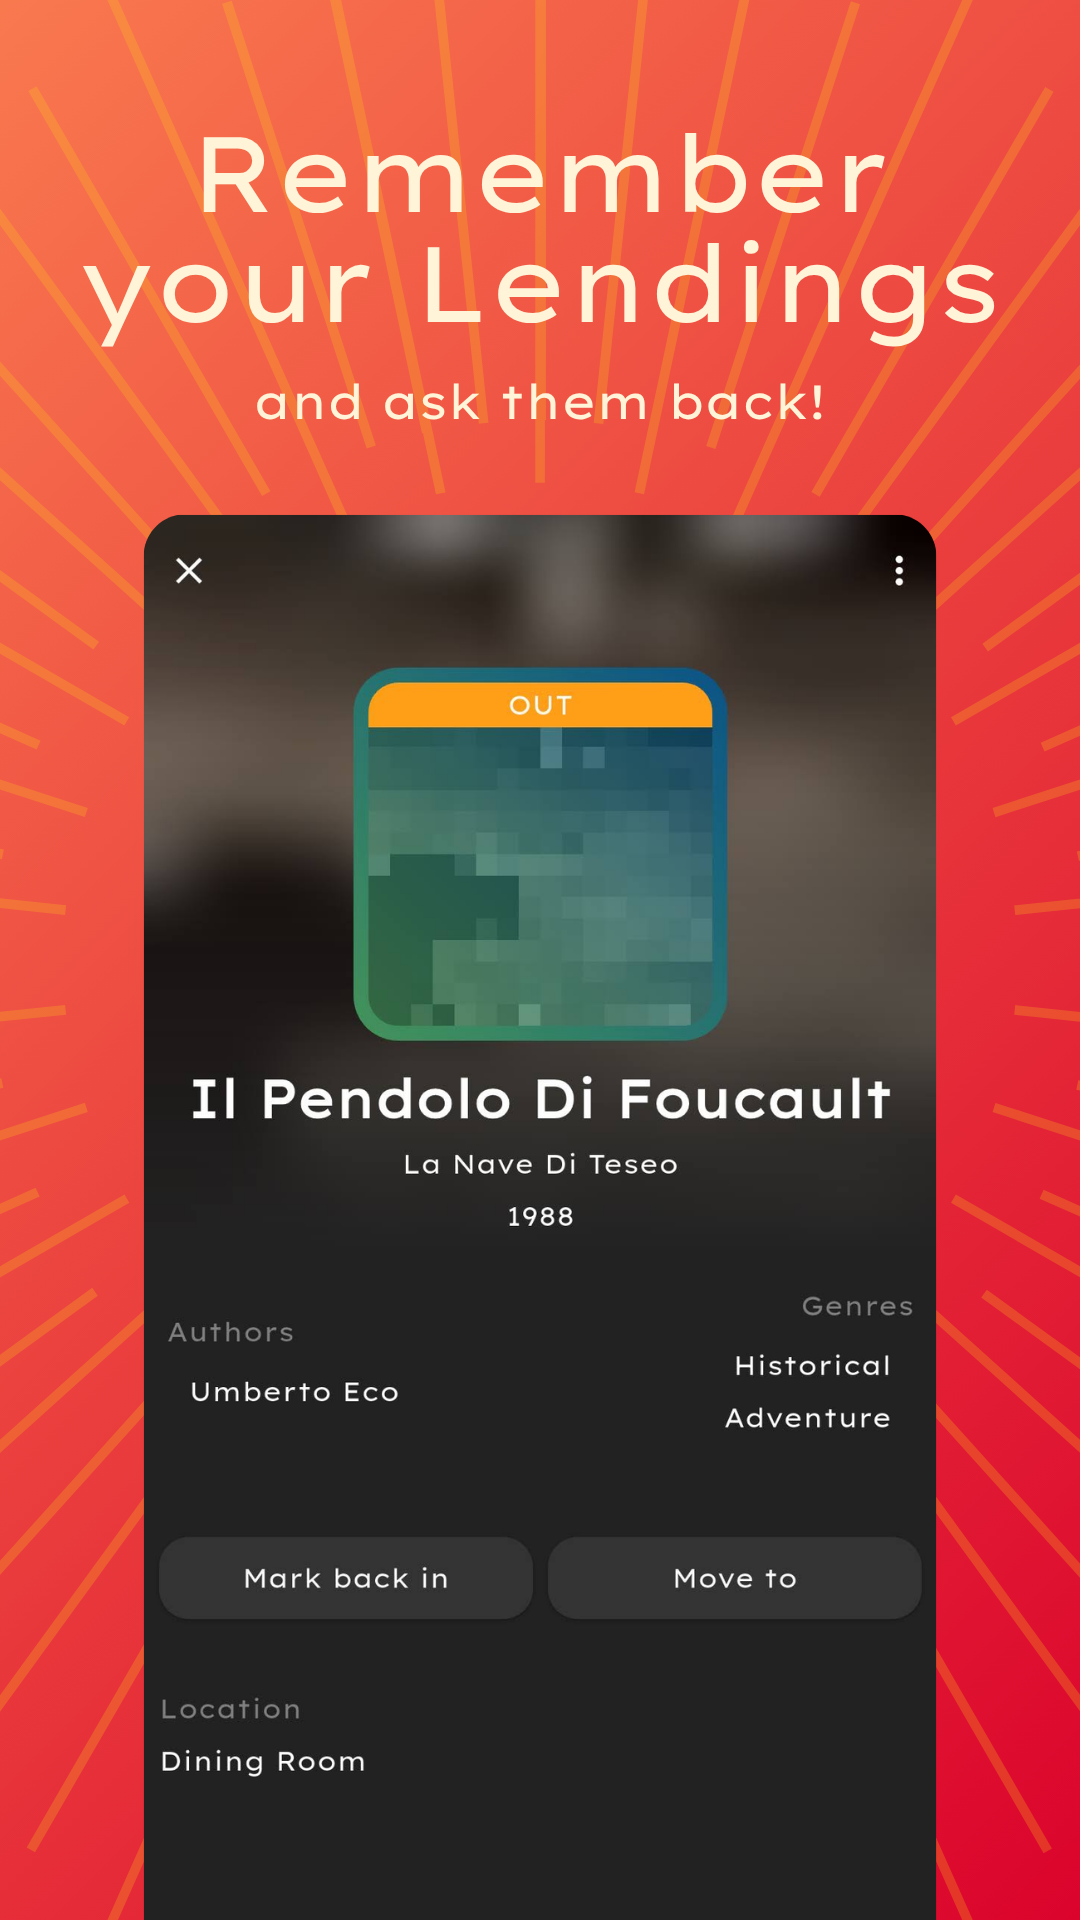 Remember
your Lendings
and ask them back!
OUT
Il Pendolo Di Foucault
La Nave Di Teseo
1988
Authors
Umberto Eco
Genres
Historical
Adventure
Mark back in
Move to
Location
Dining Room